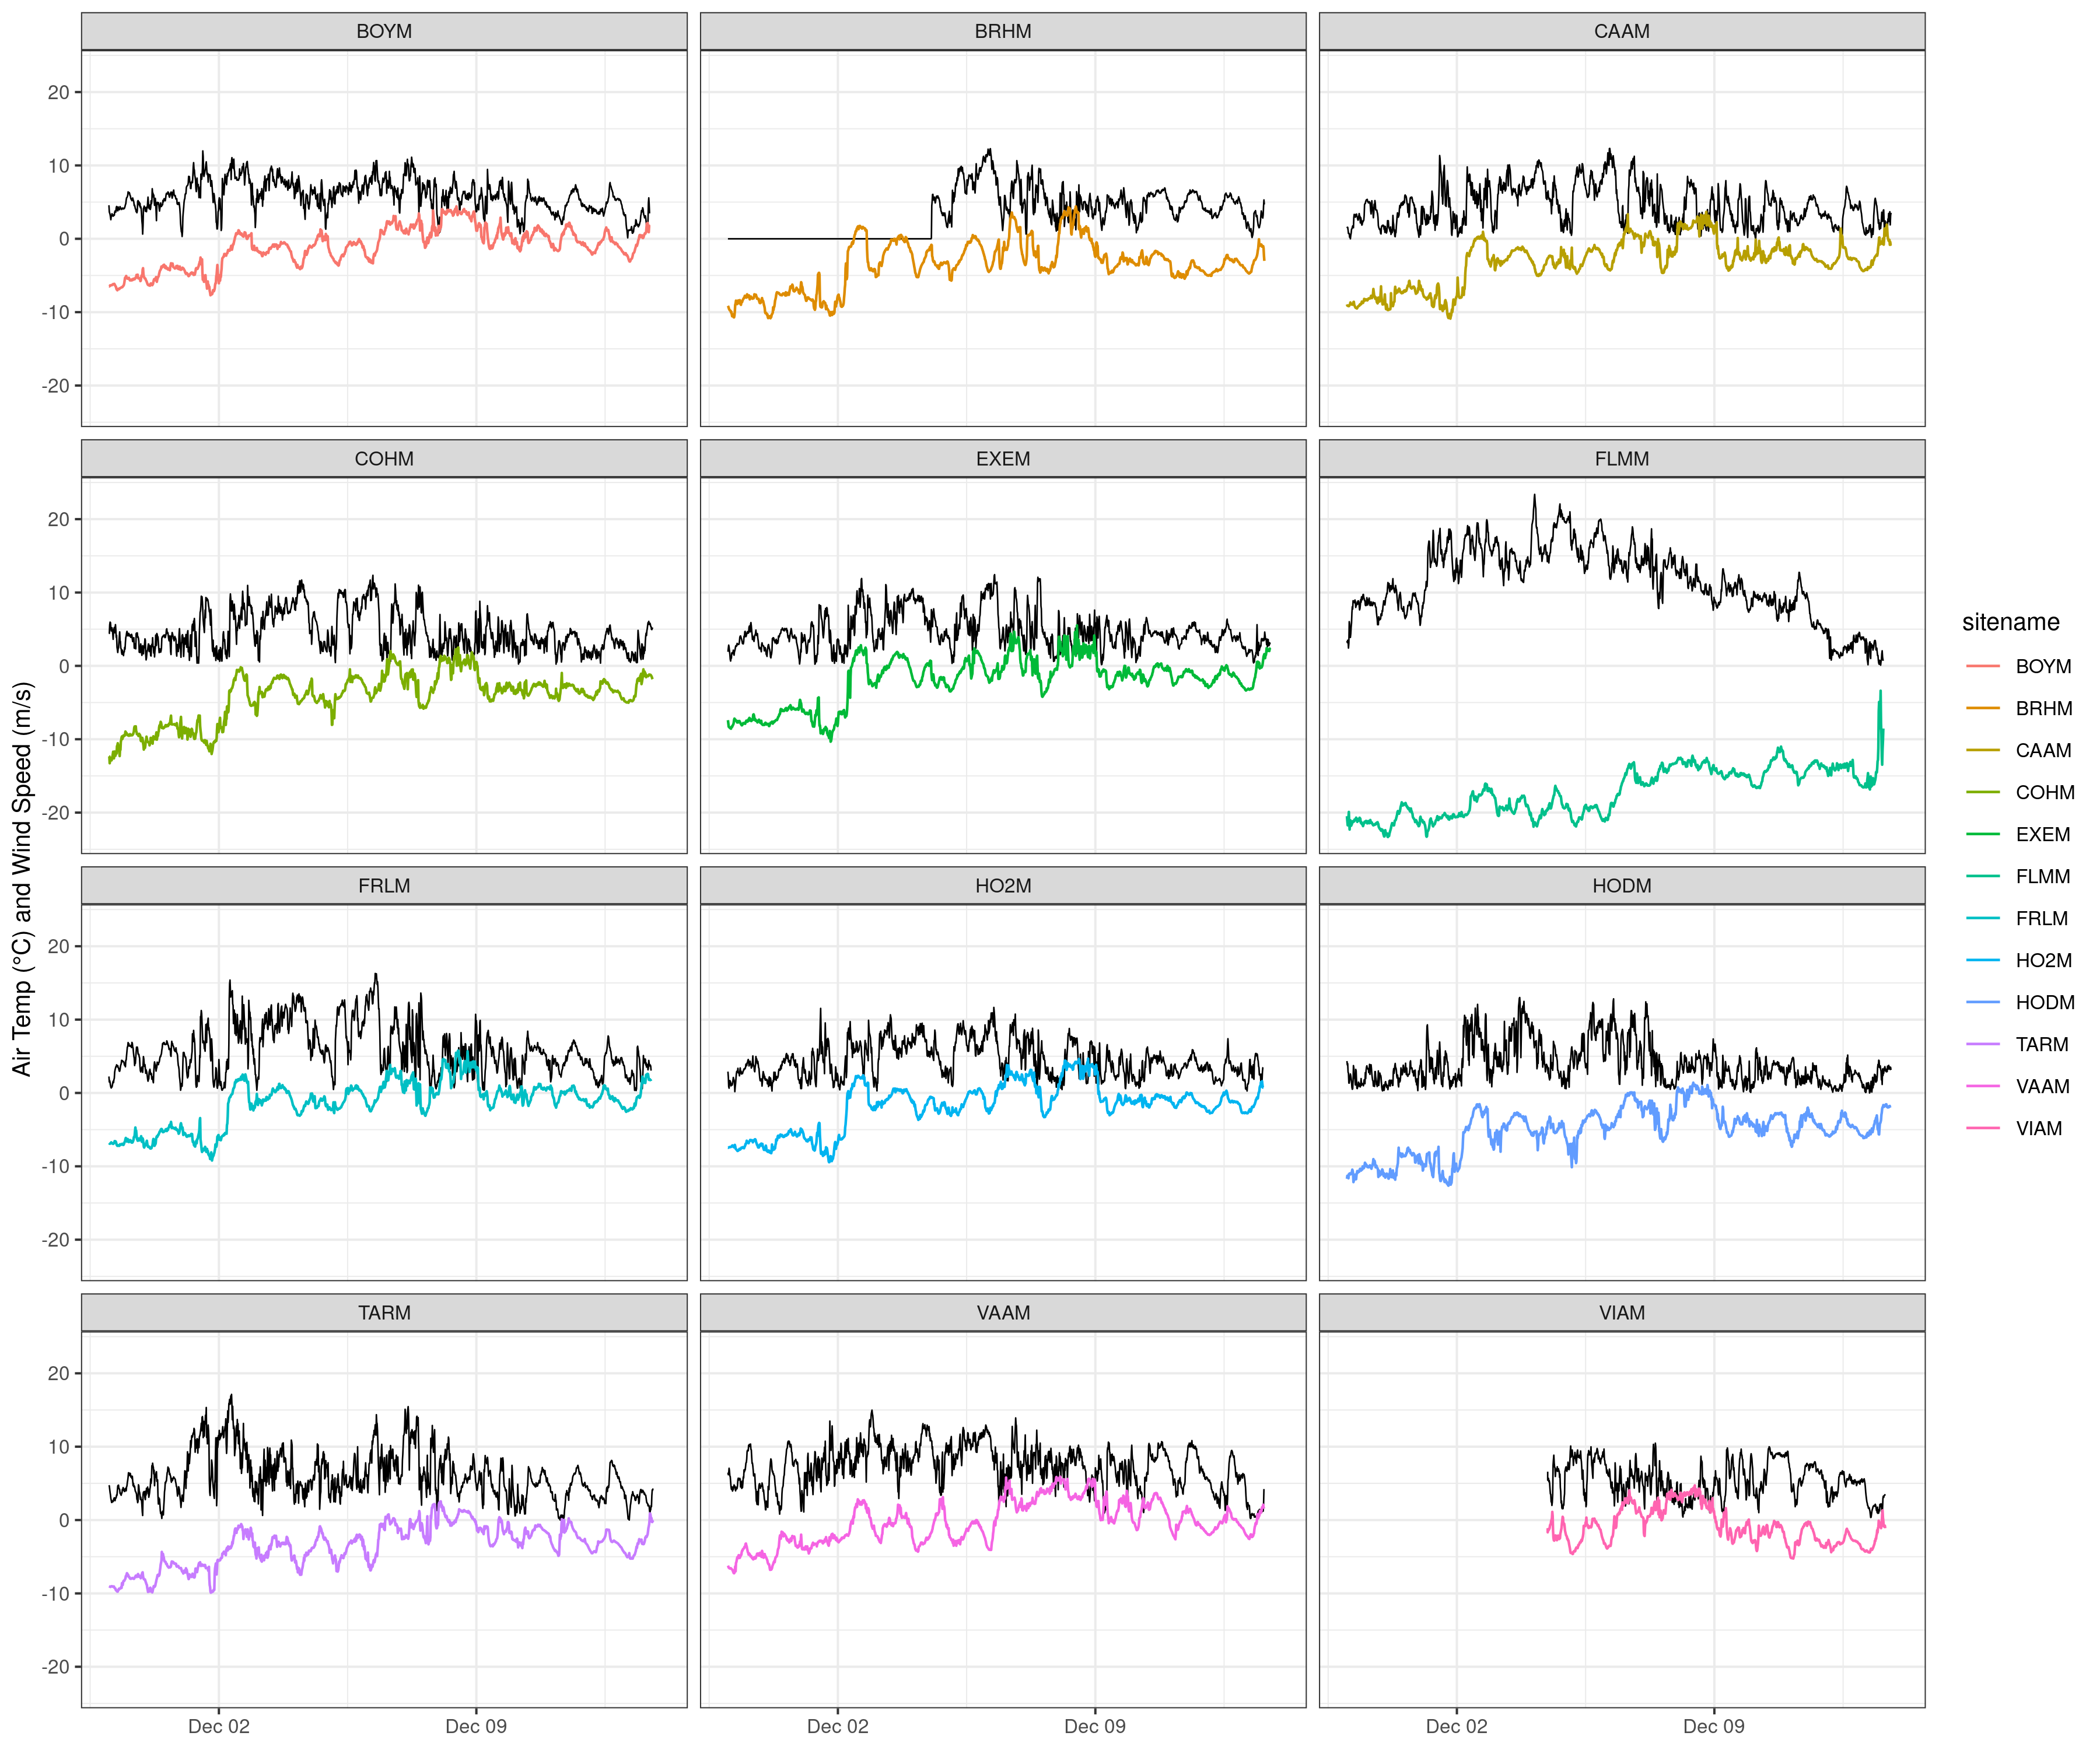 BOYM BRHM CAAM
20
10
0
-10
-20
COHM EXEM FLMM
20
10
0
-10
-20
FRLM HO2M HODM
20
10
0
-10
-20
TARM VAAM VIAM
20
10
0
-10
-20
Dec 02 Dec 09 Dec 02 Dec 09 Dec 02 Dec 09
Air Temp (°C) and Wind Speed (m/s)
sitename
BOYM
BRHM
CAAM
COHM
EXEM
FLMM
FRLM
HO2M
HODM
TARM
VAAM
VIAM